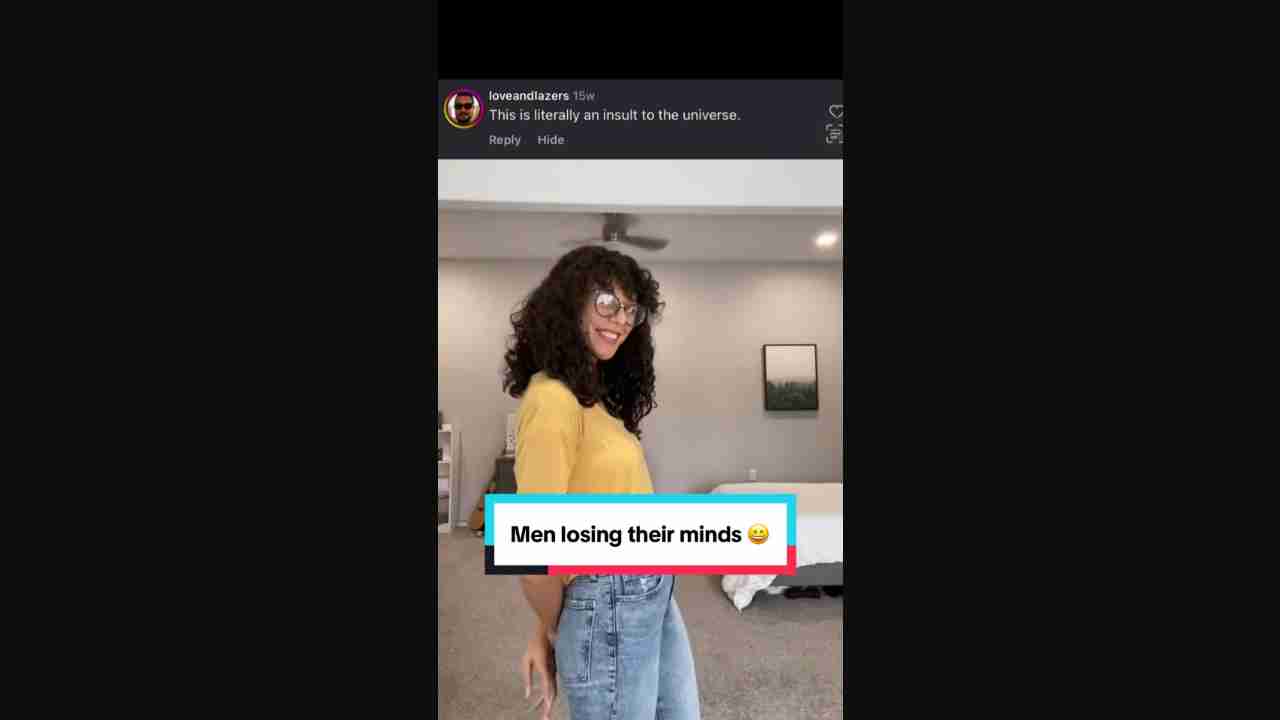 loveandlazers 15w
This is literally an insult to the universe.
Reply Hide
Men losing their minds 😄